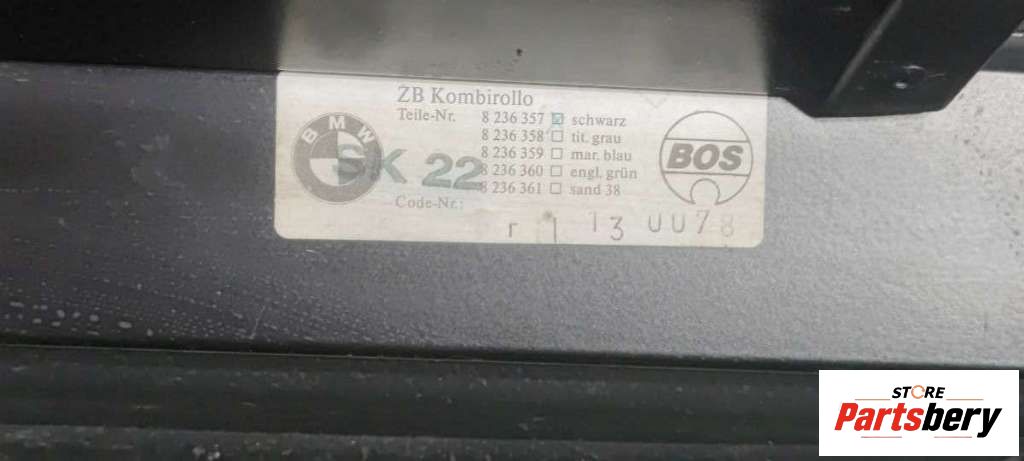 ZB Kombirollo
Teile-Nr. 8 236 357 schwarz
8 236 358 tit. grau
8 236 359 mar. blau
8 236 360 engl. grün
8 236 361 sand 38
BMW
SK 22
BOS
Code-Nr.:
r 1 13 0078
STORE
Partsbery